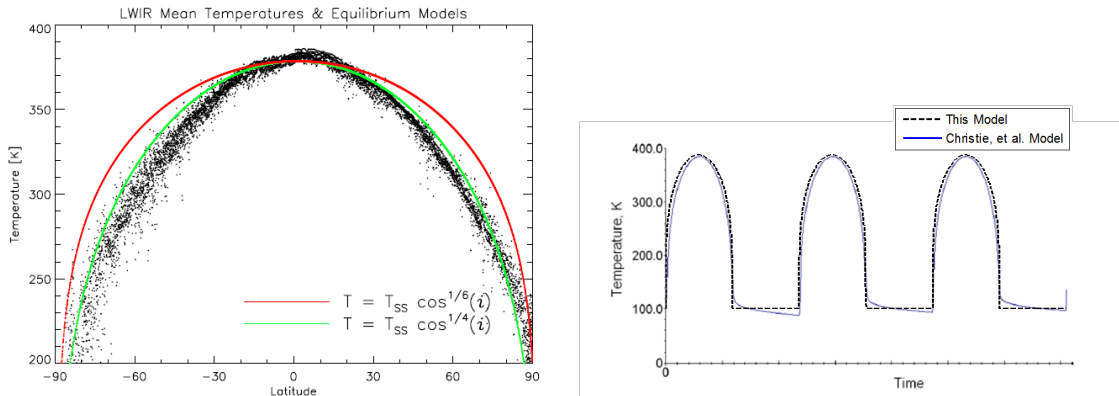 LWIR Mean Temperatures & Equilibrium Models
400
350
300
250
200
Temperature [K]
T = T_SS cos^1/6(i)
T = T_SS cos^1/4(i)
-90 -60 -30 0 30 60 90
Latitude
This Model
Christie, et al. Model
400.0
300.0
200.0
100.0
0
Temperature, K
0
Time